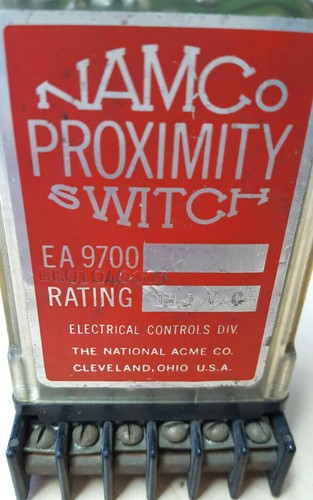 NAMCO
PROXIMITY
SWITCH
EA 9700
RATING
ELECTRICAL CONTROLS DIV.
THE NATIONAL ACME CO.
CLEVELAND, OHIO U.S.A.